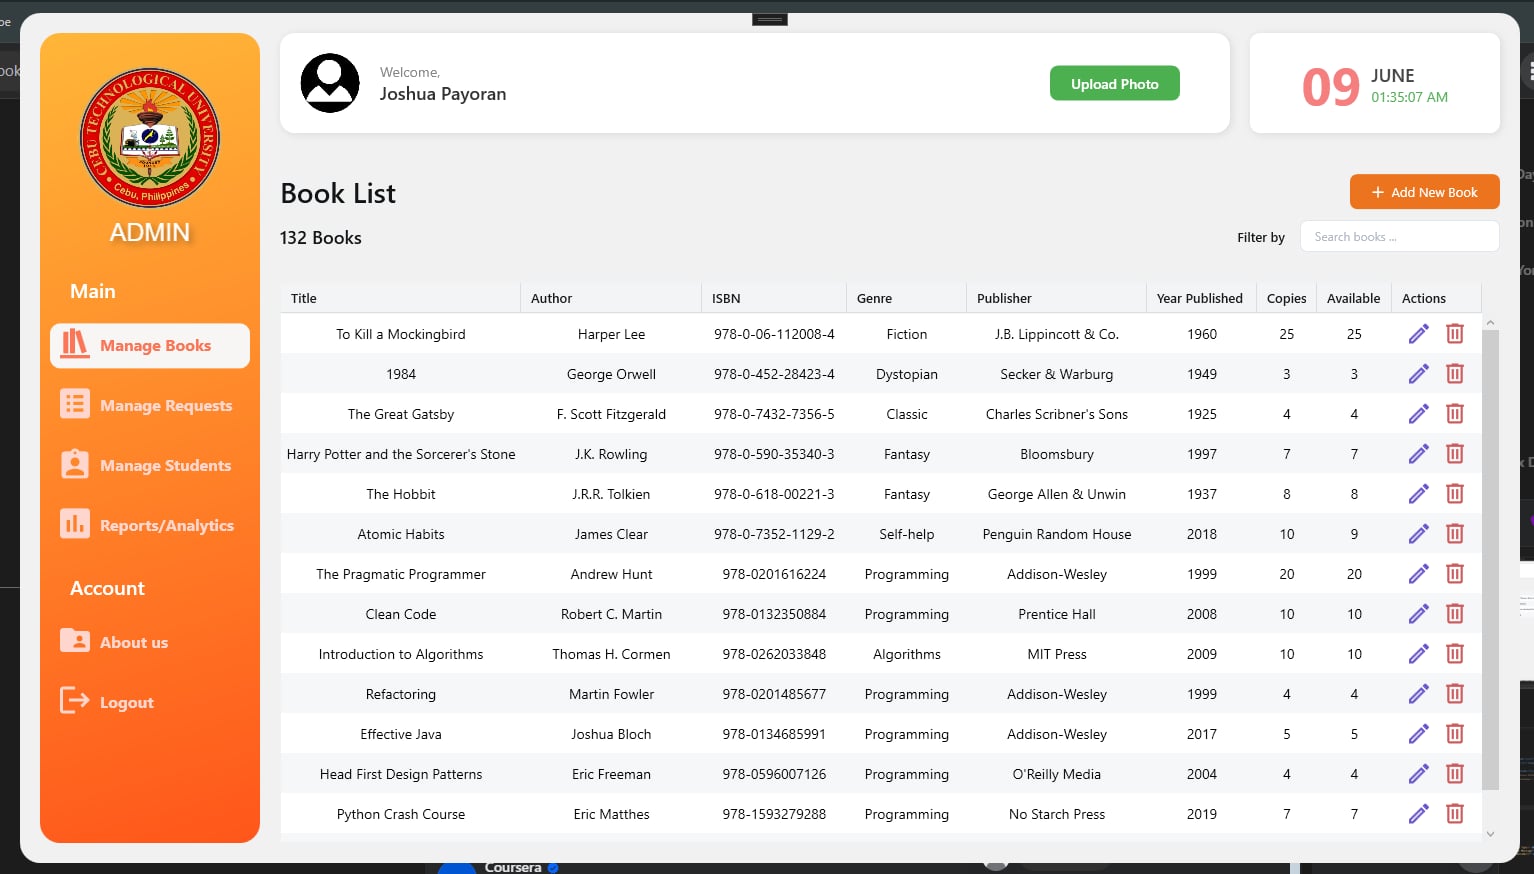 CEBU TECHNOLOGICAL UNIVERSITY
Cebu, Philippines
ADMIN
Main
Manage Books
Manage Requests
Manage Students
Reports/Analytics
Account
About us
Logout
Welcome,
Joshua Payoran
Upload Photo
09 JUNE
01:35:07 AM
Book List
+ Add New Book
132 Books
Filter by Search books ...
Title Author ISBN Genre Publisher Year Published Copies Available Actions
To Kill a Mockingbird Harper Lee 978-0-06-112008-4 Fiction J.B. Lippincott & Co. 1960 25 25
1984 George Orwell 978-0-452-28423-4 Dystopian Secker & Warburg 1949 3 3
The Great Gatsby F. Scott Fitzgerald 978-0-7432-7356-5 Classic Charles Scribner's Sons 1925 4 4
Harry Potter and the Sorcerer's Stone J.K. Rowling 978-0-590-35340-3 Fantasy Bloomsbury 1997 7 7
The Hobbit J.R.R. Tolkien 978-0-618-00221-3 Fantasy George Allen & Unwin 1937 8 8
Atomic Habits James Clear 978-0-7352-1129-2 Self-help Penguin Random House 2018 10 9
The Pragmatic Programmer Andrew Hunt 978-0201616224 Programming Addison-Wesley 1999 20 20
Clean Code Robert C. Martin 978-0132350884 Programming Prentice Hall 2008 10 10
Introduction to Algorithms Thomas H. Cormen 978-0262033848 Algorithms MIT Press 2009 10 10
Refactoring Martin Fowler 978-0201485677 Programming Addison-Wesley 1999 4 4
Effective Java Joshua Bloch 978-0134685991 Programming Addison-Wesley 2017 5 5
Head First Design Patterns Eric Freeman 978-0596007126 Programming O'Reilly Media 2004 4 4
Python Crash Course Eric Matthes 978-1593279288 Programming No Starch Press 2019 7 7
Coursera